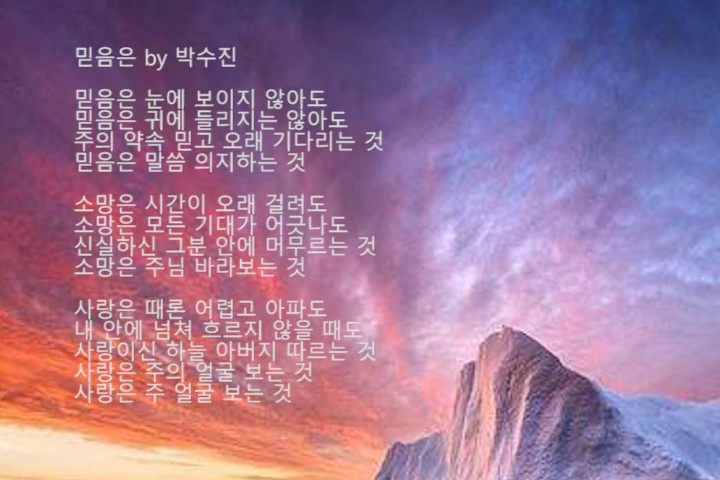 믿음은 by 박수진
믿음은 눈에 보이지 않아도
믿음은 귀에 들리지는 않아도
주의 약속 믿고 오래 기다리는 것
믿음은 말씀 의지하는 것
소망은 시간이 오래 걸려도
소망은 모든 기대가 어긋나도
신실하신 그분 안에 머무르는 것
소망은 주님 바라보는 것
사랑은 때론 어렵고 아파도
내 안에 넘쳐 흐르지 않을 때도
사랑이신 하늘 아버지 따르는 것
사랑은 주의 얼굴 보는 것
사랑은 주 얼굴 보는 것